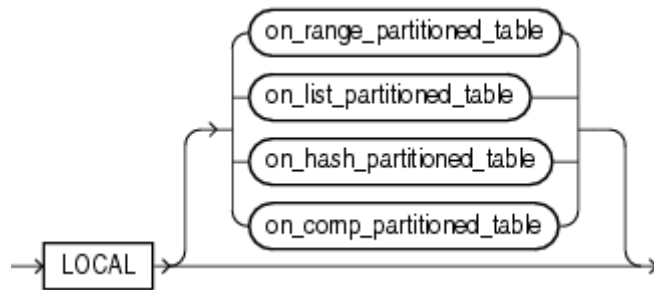 on_range_partitioned_table
on_list_partitioned_table
on_hash_partitioned_table
on_comp_partitioned_table
LOCAL